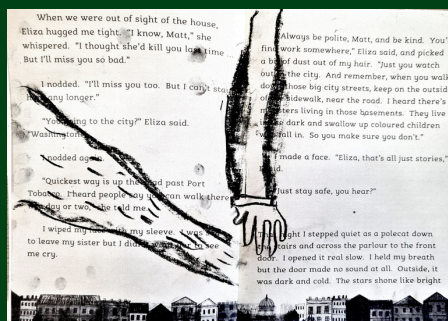 When we were out of sight of the house,
Eliza hugged me tight. "I know, Matt," she
whispered. "I thought she'd kill you last time...
But I'll miss you so bad."
I nodded. "I'll miss you too. But I can't stay
here any longer."
"You going to the city?" Eliza said.
"Washington
I nodded again.
"Quickest way is up the road past Port
Tobacco. I heard people say you can walk there
day or two," she told me.
I wiped my face with my sleeve. I was sad
to leave my sister but I didn't want her to see
me cry.
"Always be polite, Matt, and be kind. You'll
find work somewhere," Eliza said, and picked
a bit of dust out of my hair. "Just you watch
out in the city. And remember, when you walk
down those big city streets, keep on the outside
of the sidewalk, near the road. I heard there's
monsters living in those basements. They live
in the dark and swallow up coloured children
fall in. So you make sure you don't."
I made a face. "Eliza, that's all just stories,"
I said.
"Just stay safe, you hear?"
That night I stepped quiet as a polecat down
the stairs and across the parlour to the front
door. I opened it real slow. I held my breath
but the door made no sound at all. Outside, it
was dark and cold. The stars shone like bright